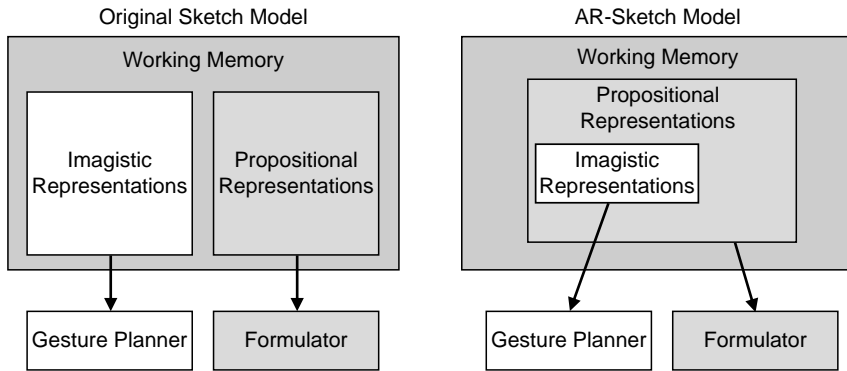 Original Sketch Model
Working Memory
Imagistic
Representations
Propositional
Representations
Gesture Planner
Formulator
AR-Sketch Model
Working Memory
Propositional
Representations
Imagistic
Representations
Gesture Planner
Formulator